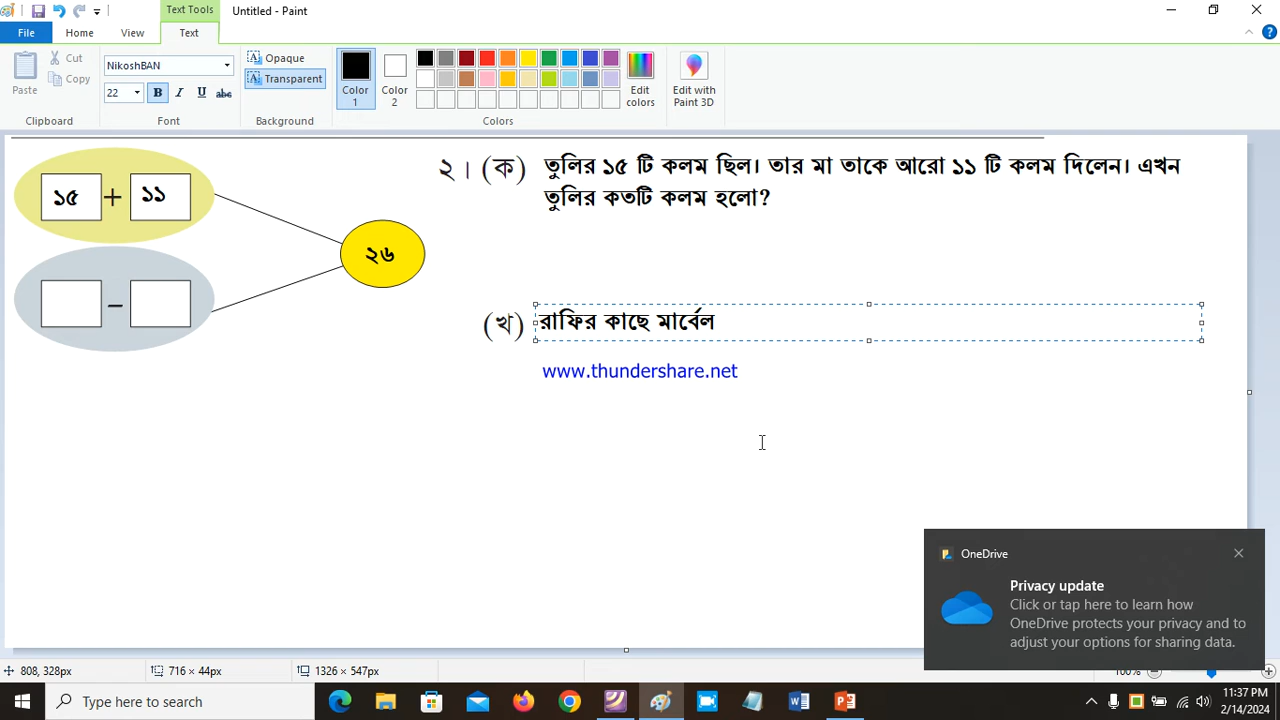 Text Tools
Untitled - Paint
File
Home
View
Text
Paste
Cut
Copy
Clipboard
NikoshBAN
22
B
I
U
abc
Font
Opaque
Transparent
Background
Color 1
Color 2
Edit colors
Colors
Edit with Paint 3D
১৫ + ১১
২৬
–
২। (ক) তুলির ১৫ টি কলম ছিল। তার মা তাকে আরো ১১ টি কলম দিলেন। এখন
তুলির কতটি কলম হলো?
(খ) রাফির কাছে মার্বেল
www.thundershare.net
OneDrive
Privacy update
Click or tap here to learn how
OneDrive protects your privacy and to
adjust your options for sharing data.
808, 328px
716 × 44px
1326 × 547px
100%
Type here to search
11:37 PM
2/14/2024